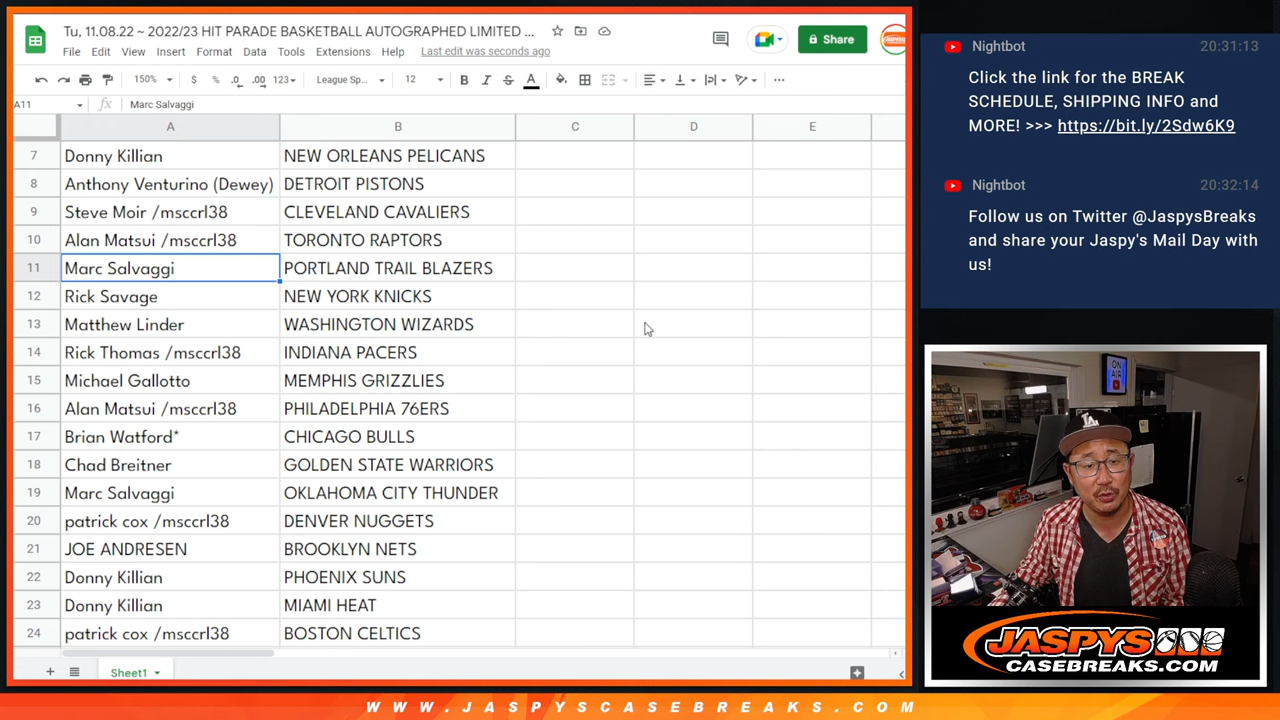 Tu, 11.08.22 ~ 2022/23 HIT PARADE BASKETBALL AUTOGRAPHED LIMITED ...
Share
File Edit View Insert Format Data Tools Extensions Help Last edit was seconds ago
150% $ % .0 .00 123 League Sp... 12 B I S A
A11 fx Marc Salvaggi
A B C D E
7 Donny Killian NEW ORLEANS PELICANS
8 Anthony Venturino (Dewey) DETROIT PISTONS
9 Steve Moir /msccrl38 CLEVELAND CAVALIERS
10 Alan Matsui /msccrl38 TORONTO RAPTORS
11 Marc Salvaggi PORTLAND TRAIL BLAZERS
12 Rick Savage NEW YORK KNICKS
13 Matthew Linder WASHINGTON WIZARDS
14 Rick Thomas /msccrl38 INDIANA PACERS
15 Michael Gallotto MEMPHIS GRIZZLIES
16 Alan Matsui /msccrl38 PHILADELPHIA 76ERS
17 Brian Watford* CHICAGO BULLS
18 Chad Breitner GOLDEN STATE WARRIORS
19 Marc Salvaggi OKLAHOMA CITY THUNDER
20 patrick cox /msccrl38 DENVER NUGGETS
21 JOE ANDRESEN BROOKLYN NETS
22 Donny Killian PHOENIX SUNS
23 Donny Killian MIAMI HEAT
24 patrick cox /msccrl38 BOSTON CELTICS
Sheet1
Nightbot 20:31:13
Click the link for the BREAK
SCHEDULE, SHIPPING INFO and
MORE! >>> https://bit.ly/2Sdw6K9
Nightbot 20:32:14
Follow us on Twitter @JaspysBreaks
and share your Jaspy's Mail Day with
us!
ON
AIR
JASPYS
CASEBREAKS.COM
WWW.JASPYSCASEBREAKS.COM